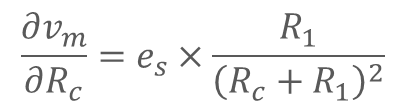 ∂v_m/∂R_c = e_s × R_1/(R_c + R_1)²